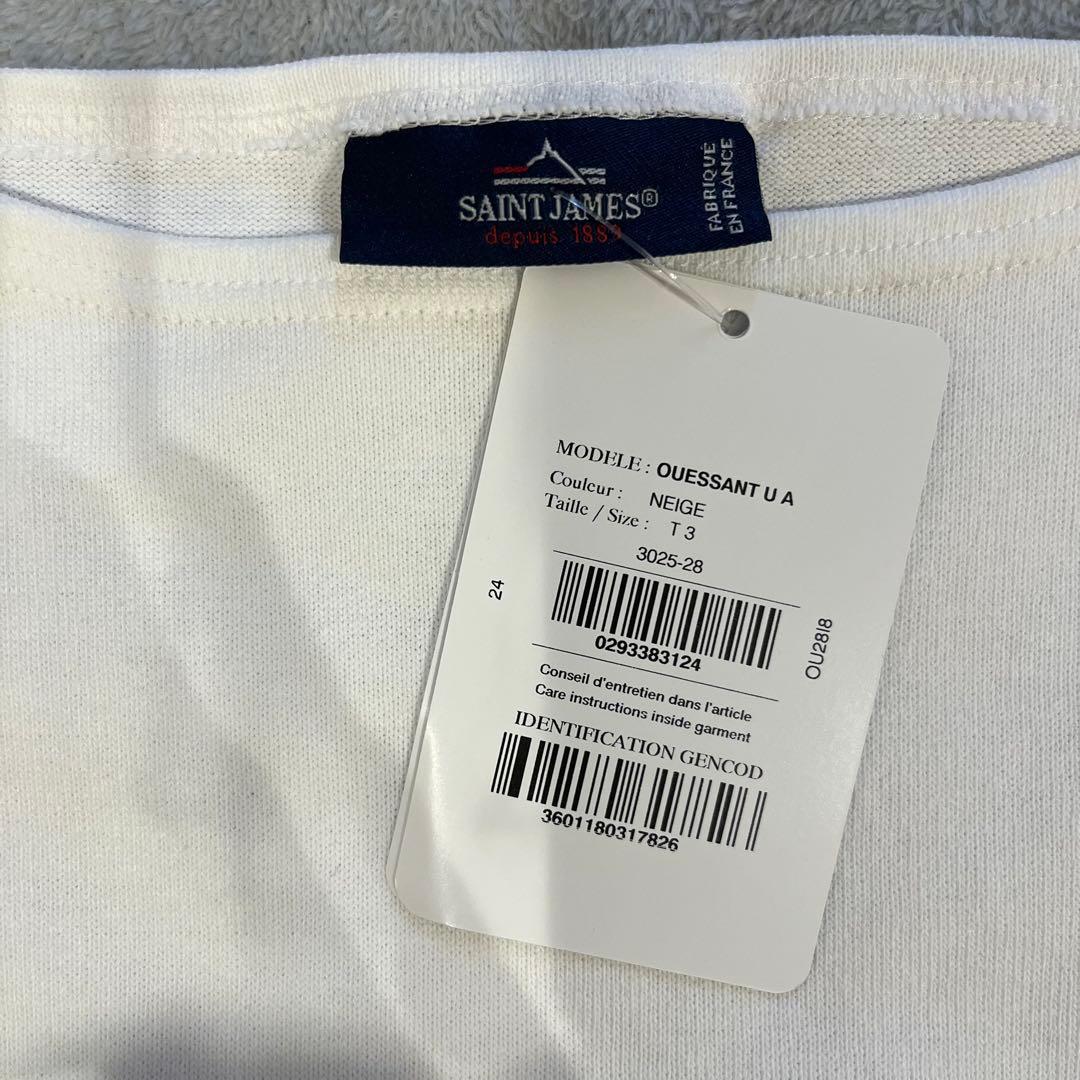 SAINT JAMES®
depuis 1889
FABRIQUÉ
EN FRANCE
MODELE : OUESSANT U A
Couleur : NEIGE
Taille / Size : T 3
3025-28
24
0293383124
OU28I8
Conseil d'entretien dans l'article
Care instructions inside garment
IDENTIFICATION GENCOD
3601180317826